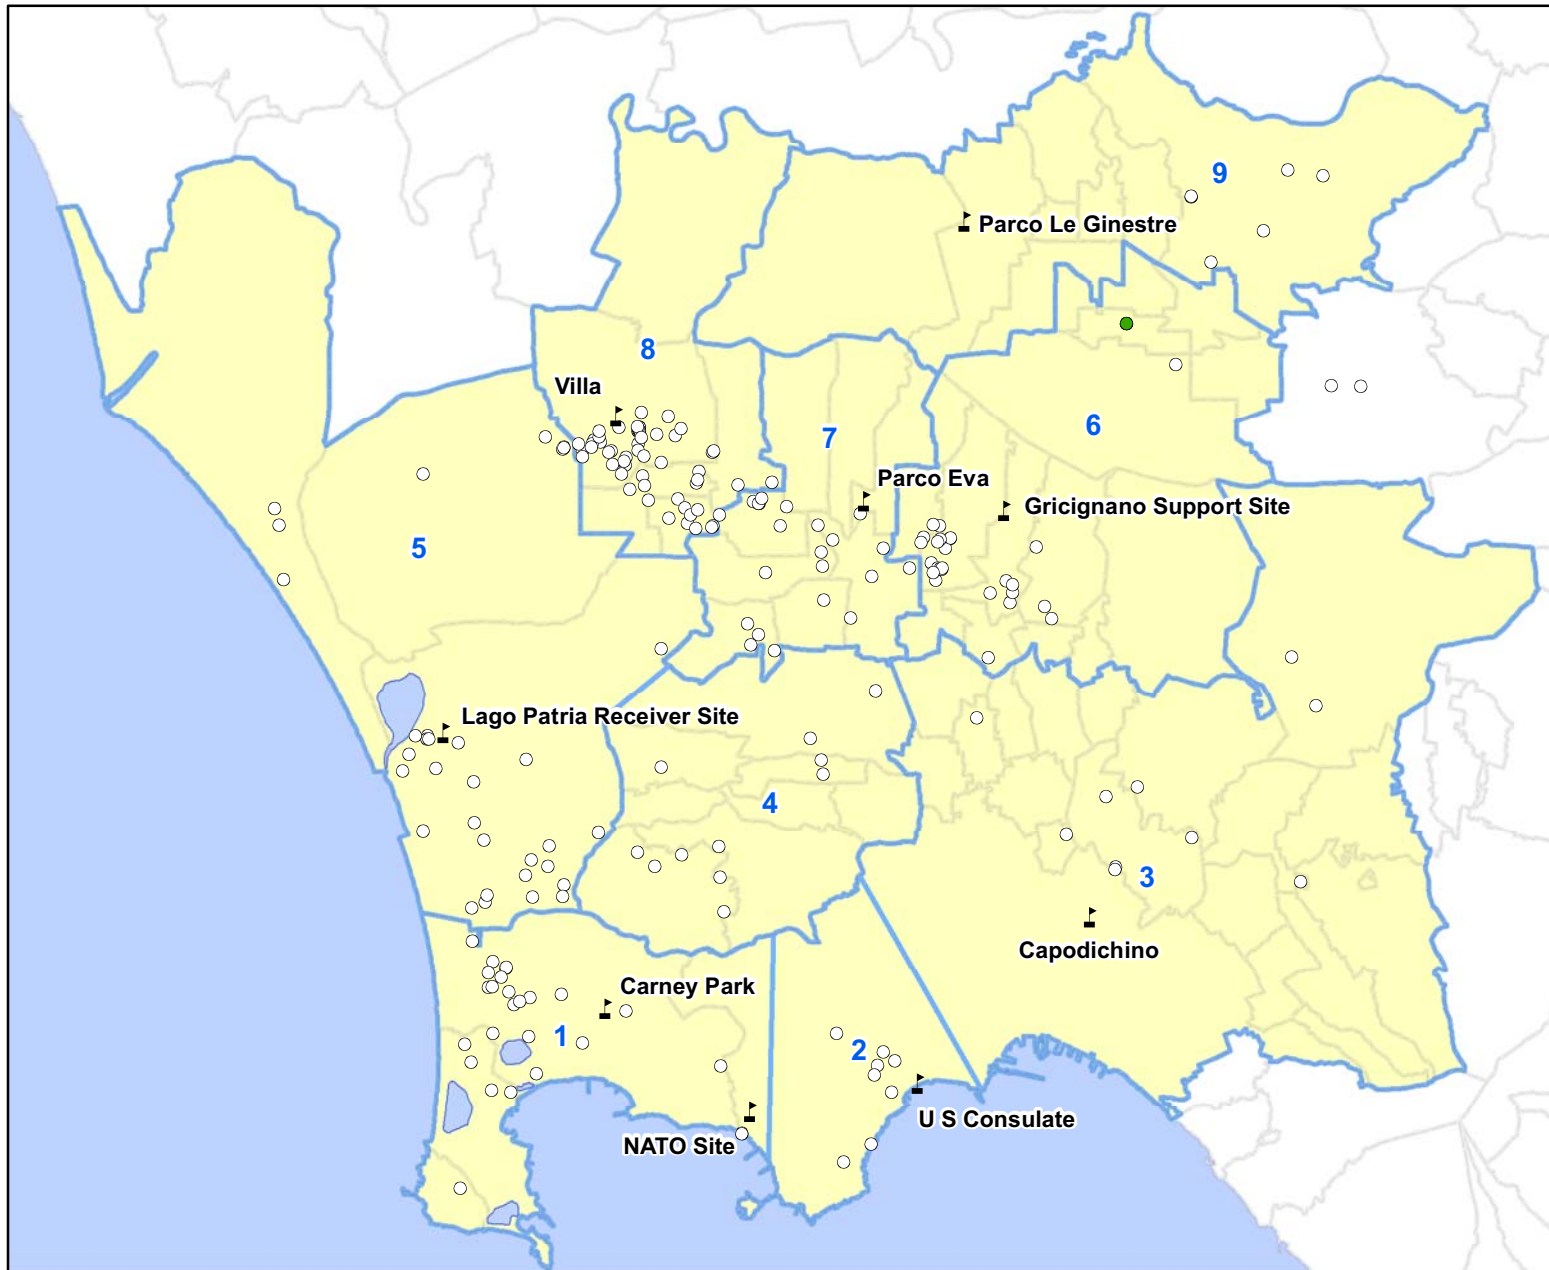 9
Parco Le Ginestre
8
Villa
6
7
Parco Eva
Gricignano Support Site
5
Lago Patria Receiver Site
4
3
Capodichino
Carney Park
1
2
U S Consulate
NATO Site